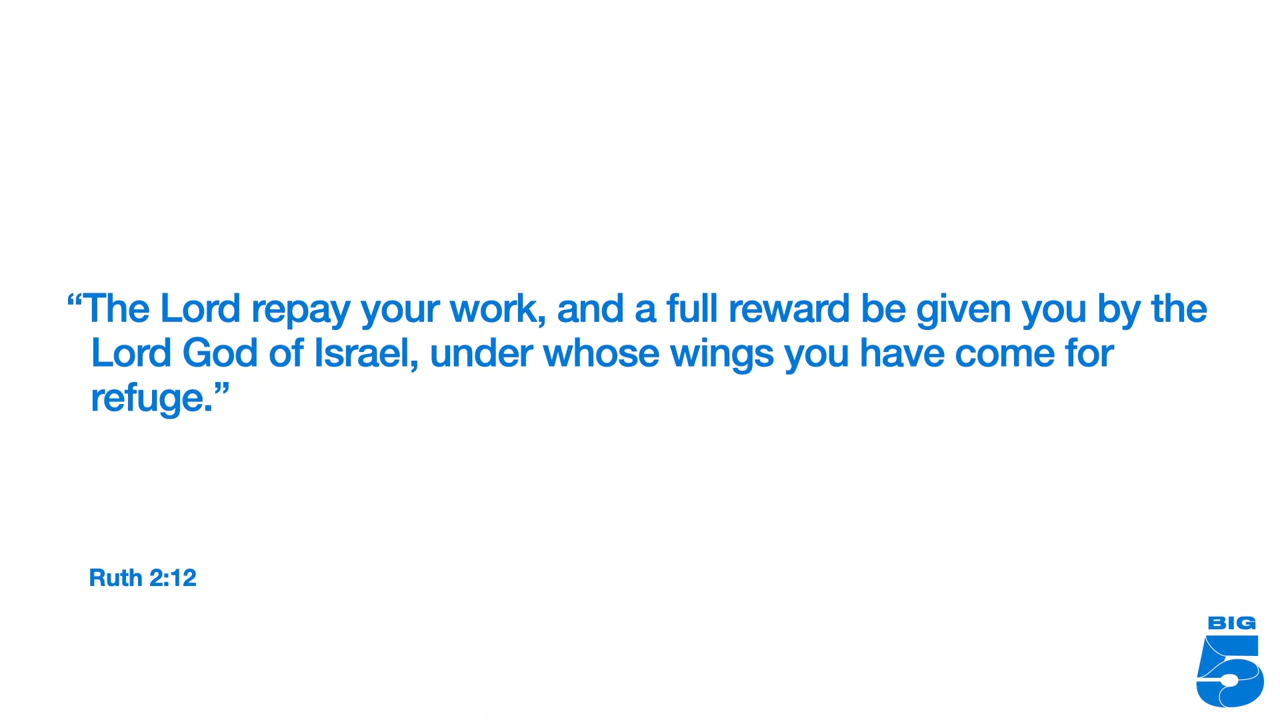 “The Lord repay your work, and a full reward be given you by the
Lord God of Israel, under whose wings you have come for
refuge.”
Ruth 2:12
BIG
5